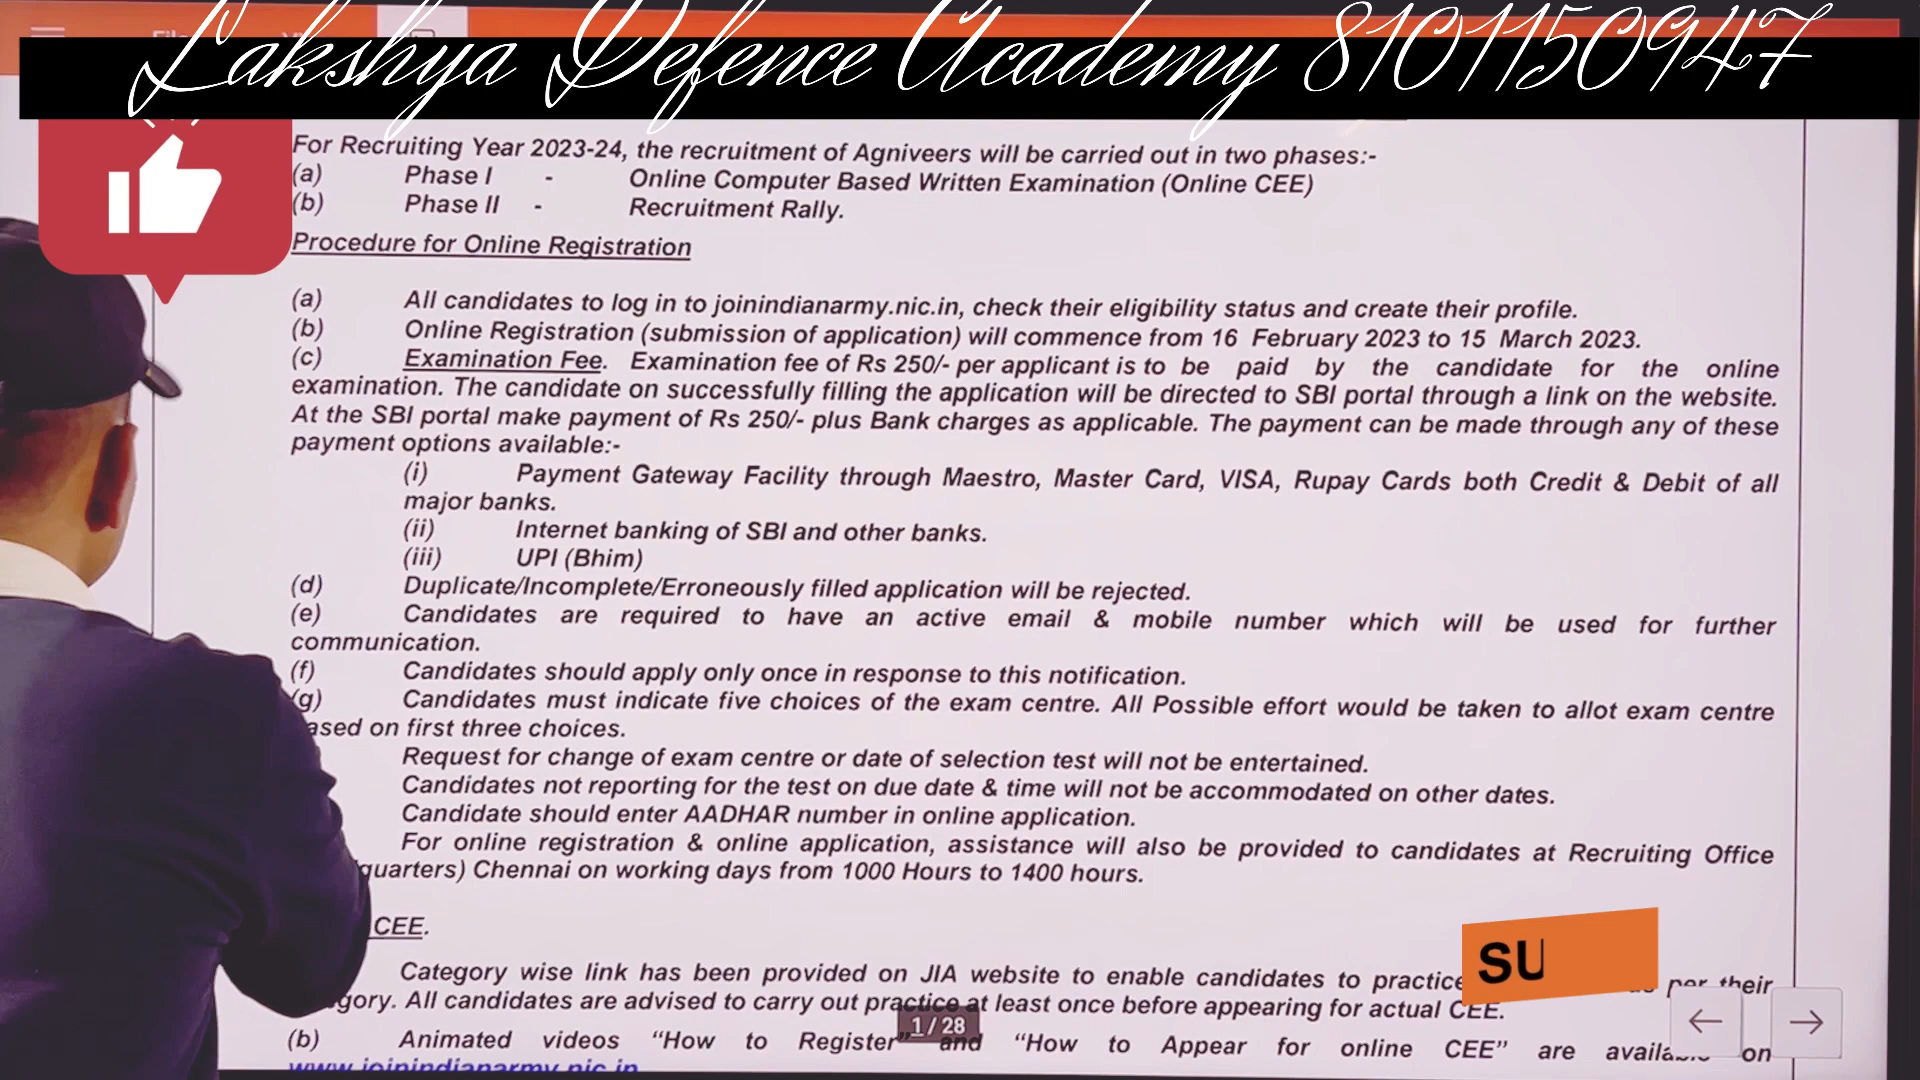 Lakshya Defence Academy 8101150947
For Recruiting Year 2023-24, the recruitment of Agniveers will be carried out in two phases:-
(a) Phase I - Online Computer Based Written Examination (Online CEE)
(b) Phase II - Recruitment Rally.
Procedure for Online Registration
(a) All candidates to log in to joinindianarmy.nic.in, check their eligibility status and create their profile.
(b) Online Registration (submission of application) will commence from 16 February 2023 to 15 March 2023.
(c) Examination Fee. Examination fee of Rs 250/- per applicant is to be paid by the candidate for the online
examination. The candidate on successfully filling the application will be directed to SBI portal through a link on the website.
At the SBI portal make payment of Rs 250/- plus Bank charges as applicable. The payment can be made through any of these
payment options available:-
(i) Payment Gateway Facility through Maestro, Master Card, VISA, Rupay Cards both Credit & Debit of all
major banks.
(ii) Internet banking of SBI and other banks.
(iii) UPI (Bhim)
(d) Duplicate/Incomplete/Erroneously filled application will be rejected.
(e) Candidates are required to have an active email & mobile number which will be used for further
communication.
(f) Candidates should apply only once in response to this notification.
(g) Candidates must indicate five choices of the exam centre. All Possible effort would be taken to allot exam centre
ased on first three choices.
Request for change of exam centre or date of selection test will not be entertained.
Candidates not reporting for the test on due date & time will not be accommodated on other dates.
Candidate should enter AADHAR number in online application.
For online registration & online application, assistance will also be provided to candidates at Recruiting Office
quarters) Chennai on working days from 1000 Hours to 1400 hours.
CEE.
SU
Category wise link has been provided on JIA website to enable candidates to practice per their
gory. All candidates are advised to carry out practice at least once before appearing for actual CEE.
1 / 28
(b) Animated videos "How to Register" and "How to Appear for online CEE" are available on
www.joinindianarmy.nic.in